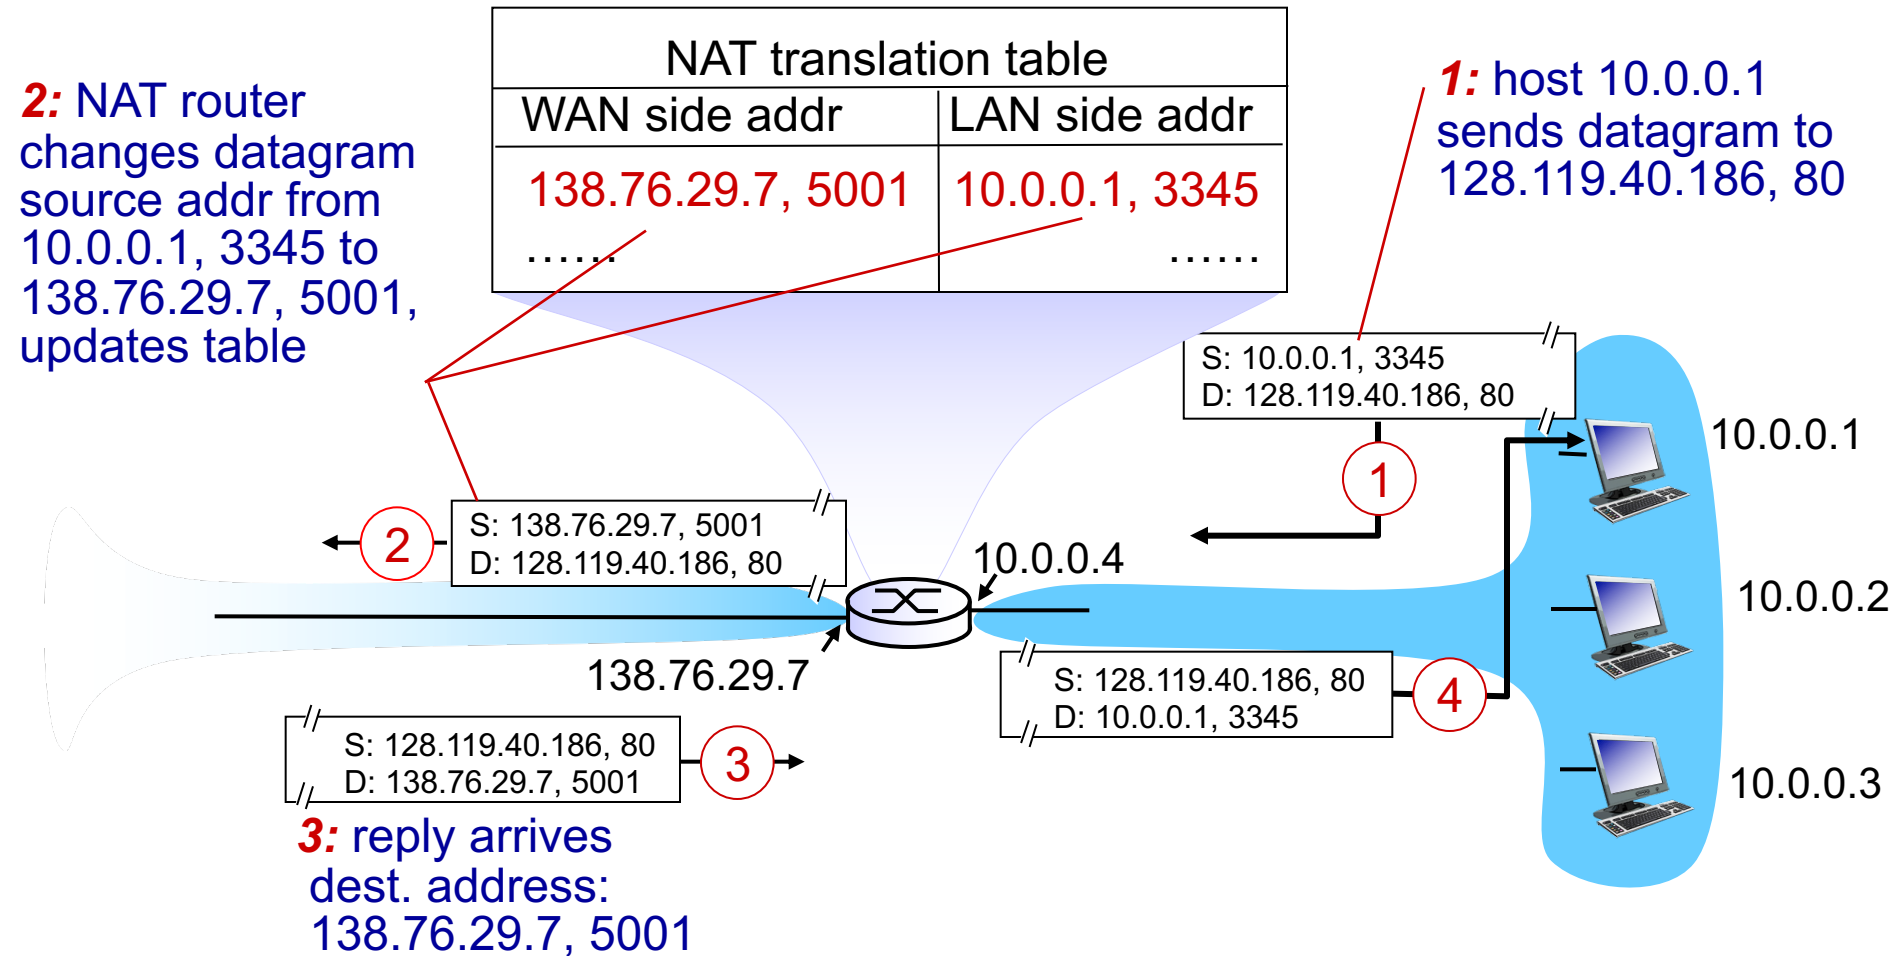 NAT translation table
WAN side addr
LAN side addr
138.76.29.7, 5001
10.0.0.1, 3345
......
......
2: NAT router
changes datagram
source addr from
10.0.0.1, 3345 to
138.76.29.7, 5001,
updates table
1: host 10.0.0.1
sends datagram to
128.119.40.186, 80
S: 10.0.0.1, 3345
D: 128.119.40.186, 80
1
10.0.0.1
2
S: 138.76.29.7, 5001
D: 128.119.40.186, 80
10.0.0.4
10.0.0.2
138.76.29.7
S: 128.119.40.186, 80
D: 10.0.0.1, 3345
4
S: 128.119.40.186, 80
D: 138.76.29.7, 5001
3
10.0.0.3
3: reply arrives
dest. address:
138.76.29.7, 5001